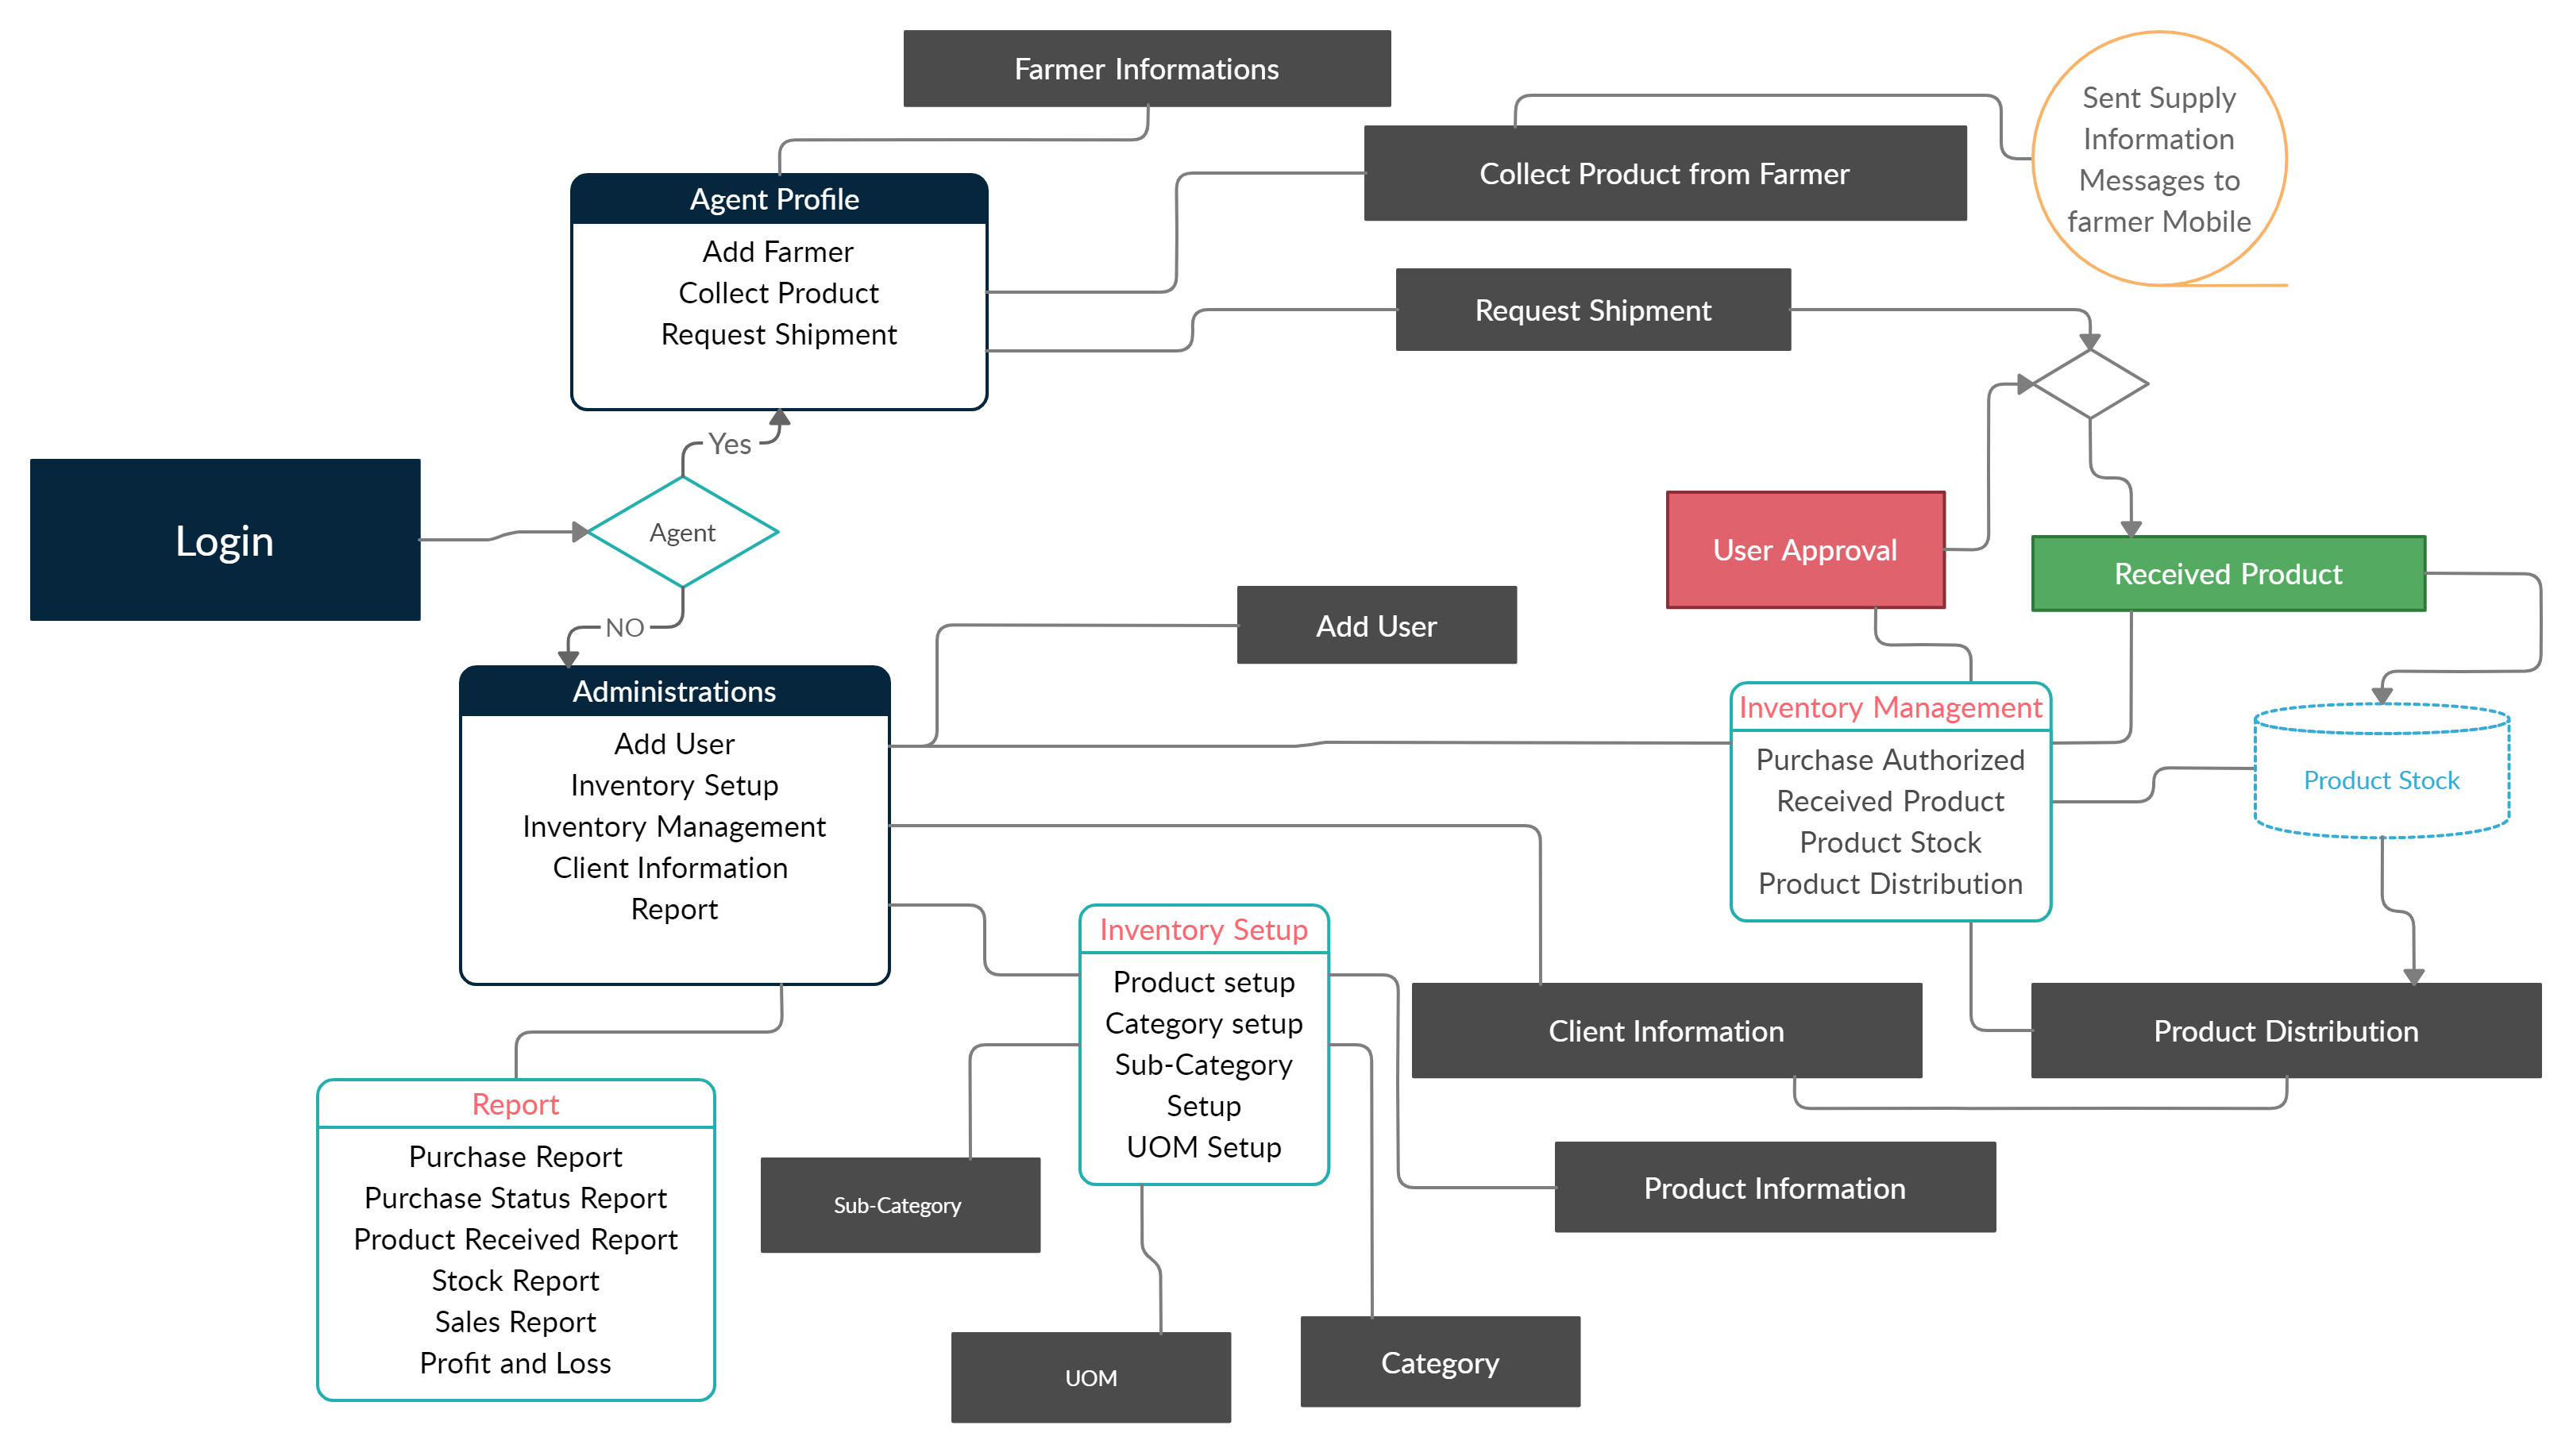 Farmer Informations
Sent Supply
Information
Messages to
farmer Mobile
Collect Product from Farmer
Agent Profile
Add Farmer
Collect Product
Request Shipment
Request Shipment
Yes
Login
Agent
NO
User Approval
Received Product
Add User
Administrations
Add User
Inventory Setup
Inventory Management
Client Information
Report
Inventory Management
Purchase Authorized
Received Product
Product Stock
Product Distribution
Product Stock
Inventory Setup
Product setup
Category setup
Sub-Category
Setup
UOM Setup
Client Information
Product Distribution
Report
Purchase Report
Purchase Status Report
Product Received Report
Stock Report
Sales Report
Profit and Loss
Sub-Category
Product Information
UOM
Category